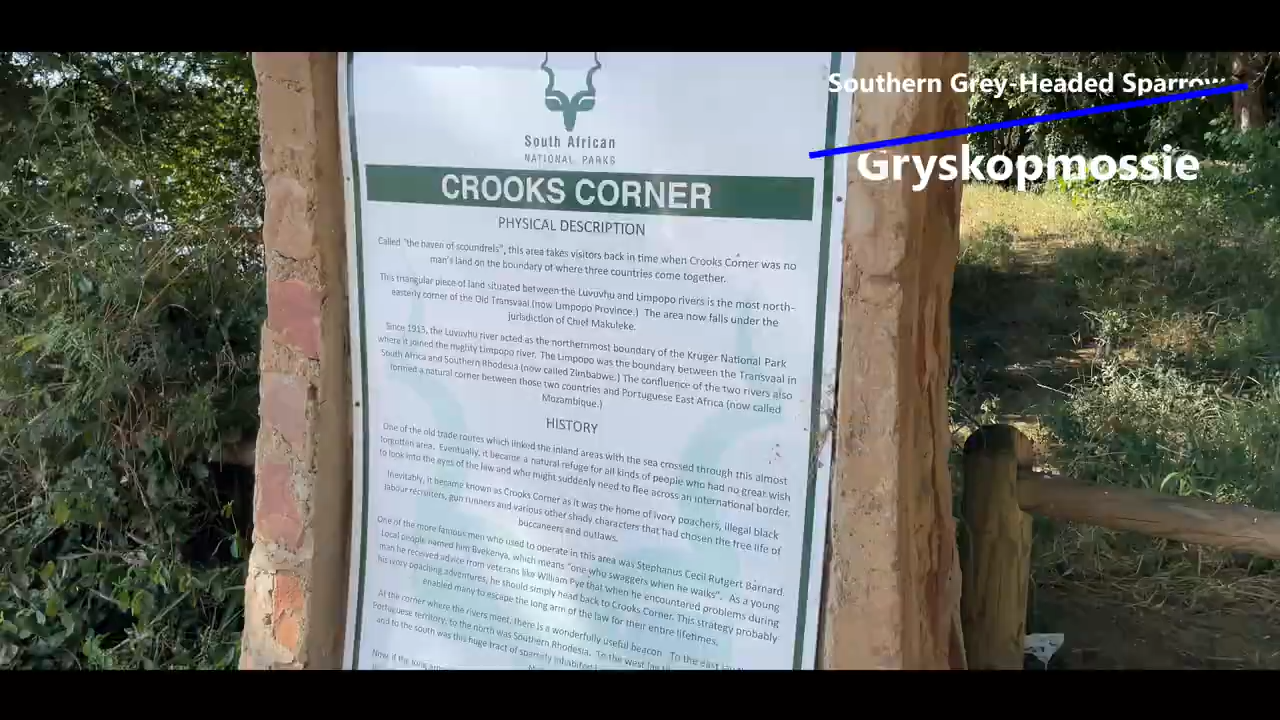 Southern Grey-Headed Sparrow
Gryskopmossie
South African
NATIONAL PARKS
CROOKS CORNER
PHYSICAL DESCRIPTION
Called "the haven of scoundrels", this area takes visitors back in time when Crooks Corner was no
man's land on the boundary of where three countries come together.
This triangular piece of land situated between the Luvuvhu and Limpopo rivers is the most north-
easterly corner of the Old Transvaal (now Limpopo Province.) The area now falls under the
jurisdiction of Chief Makuleke.
Since 1913, the Luvuvhu river acted as the northernmost boundary of the Kruger National Park
where it joined the mighty Limpopo river. The Limpopo was the boundary between the Transvaal in
South Africa and Southern Rhodesia (now called Zimbabwe.) The confluence of the two rivers also
formed a natural corner between those two countries and Portuguese East Africa (now called
Mozambique.)
HISTORY
One of the old trade routes which linked the inland areas with the sea crossed through this almost
forgotten area. Eventually, it became a natural refuge for all kinds of people who had no great wish
to look into the eyes of the law and who might suddenly need to flee across an international border.
Inevitably, it became known as Crooks Corner as it was the home of ivory poachers, illegal black
labour recruiters, gun runners and various other shady characters that had chosen the free life of
buccaneers and outlaws.
One of the more famous men who used to operate in this area was Stephanus Cecil Rutgert Barnard.
Local people named him Bvekenya, which means "one who swaggers when he walks". As a young
man he received advice from veterans like William Pye that when he encountered problems during
his ivory poaching adventures, he should simply head back to Crooks Corner. This strategy probably
enabled many to escape the long arm of the law for their entire lifetimes.
At the corner where the rivers meet, there is a wonderfully useful beacon. To the east lay
Portuguese territory, to the north was Southern Rhodesia. To the west lay
and to the south was this huge tract of sparsely inhabited
Now if the long